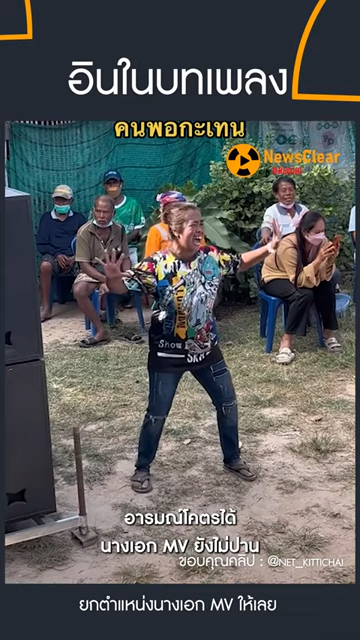 อินในบทเพลง
คนพอกะเทิน
NewsClear
Show
อารมณ์โคตรได้
นางเอก MV ยังไม่ปาน
ขอบคุณคลิป : @NET_KITTICHAI
ยกตำแหน่งนางเอก MV ให้เลย